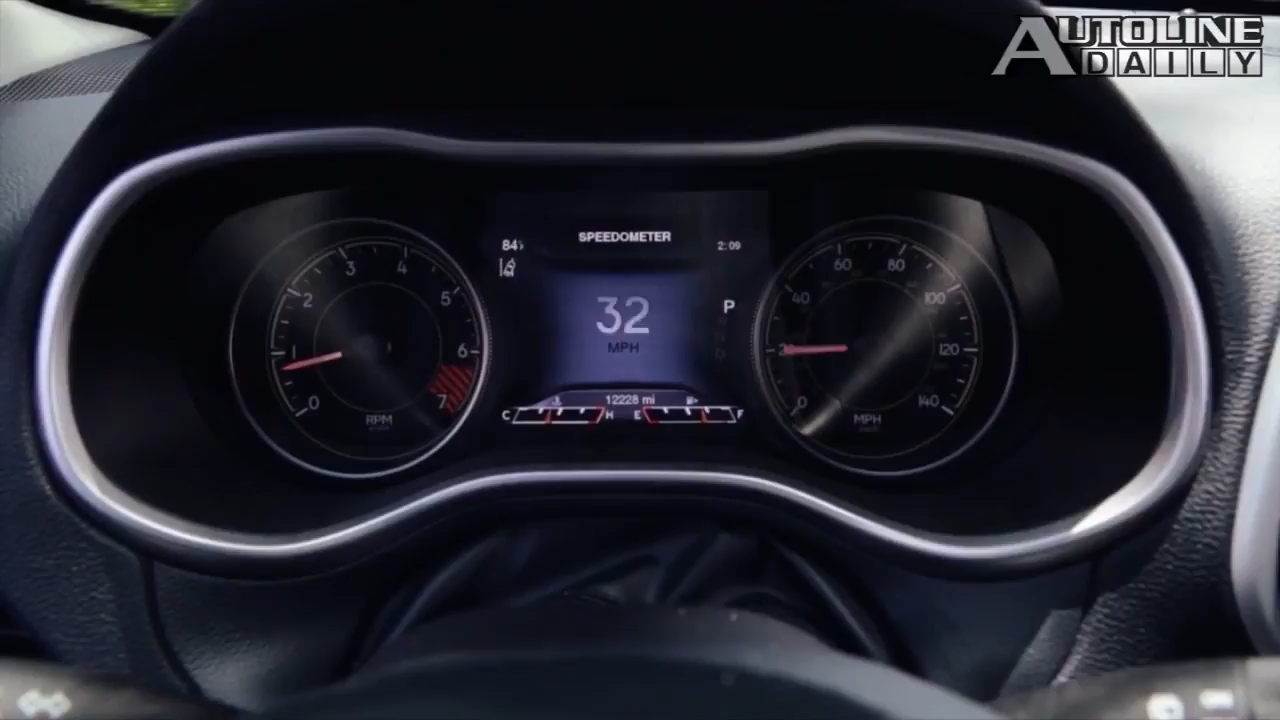 AUTOLINE
DAILY
84
SPEEDOMETER
2:09
32
MPH
P
12228 mi
C H E F
0 1 2 3 4 5 6 7
RPM
0 20 40 60 80 100 120 140
MPH